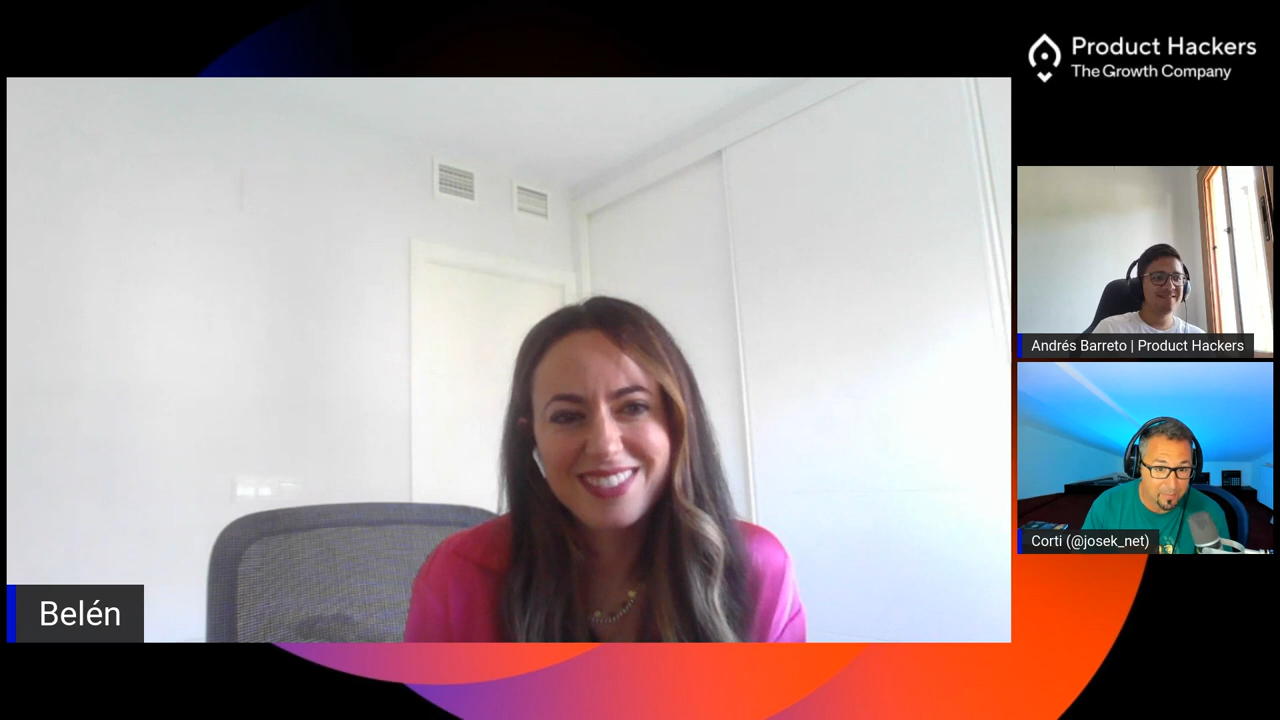 Product Hackers
The Growth Company
Andrés Barreto | Product Hackers
Corti (@josek_net)
Belén